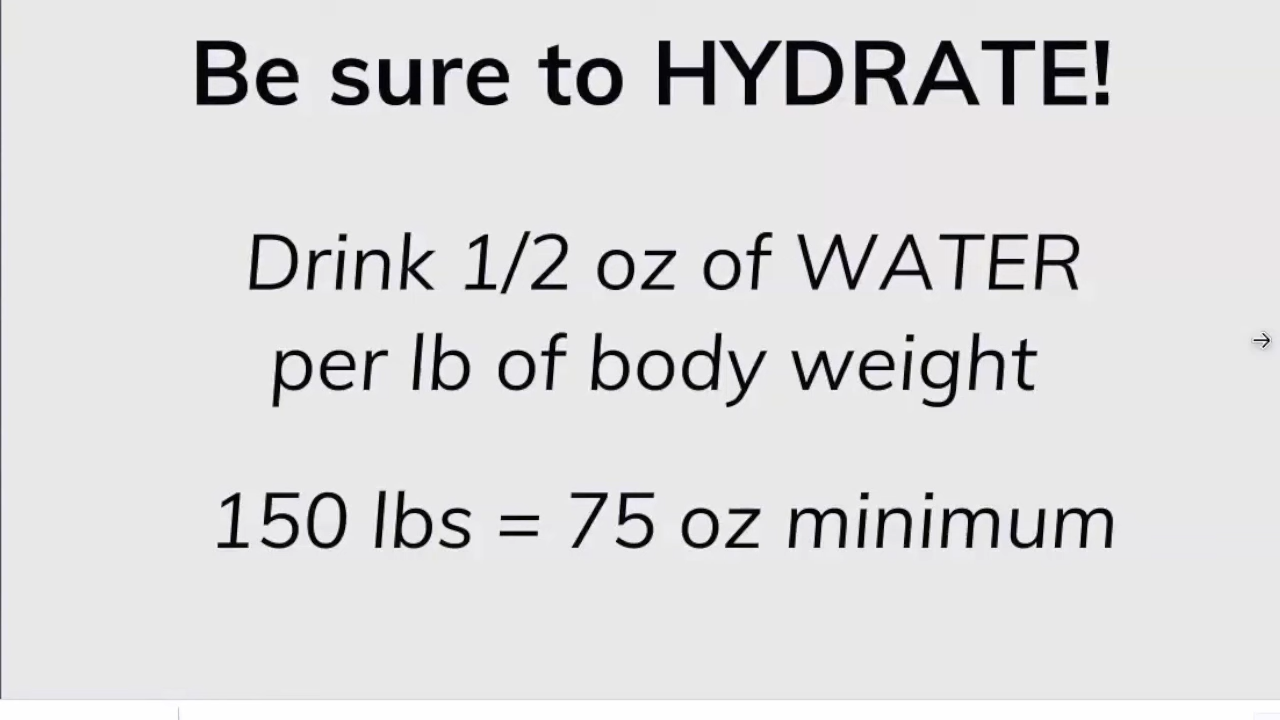 Be sure to HYDRATE!
Drink 1/2 oz of WATER
per lb of body weight
150 lbs = 75 oz minimum